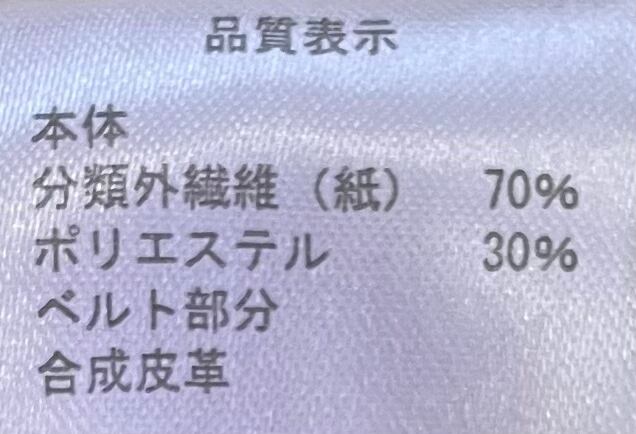 品質表示
本体
分類外繊維（紙） 70%
ポリエステル 30%
ベルト部分
合成皮革